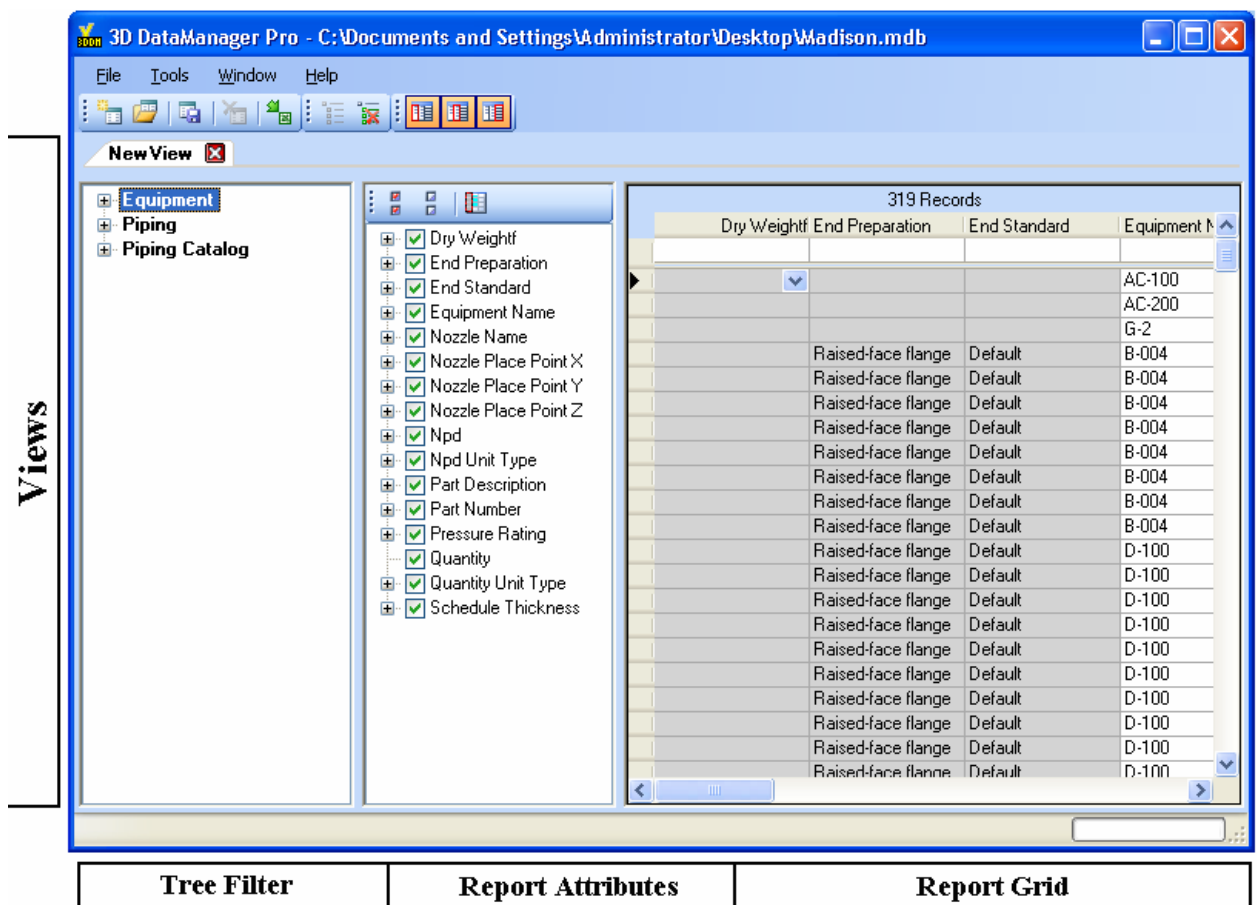 3D DataManager Pro - C:\Documents and Settings\Administrator\Desktop\Madison.mdb
File Tools Window Help
New View
Views
Equipment
Piping
Piping Catalog
Dry Weightf
End Preparation
End Standard
Equipment Name
Nozzle Name
Nozzle Place Point X
Nozzle Place Point Y
Nozzle Place Point Z
Npd
Npd Unit Type
Part Description
Part Number
Pressure Rating
Quantity
Quantity Unit Type
Schedule Thickness
319 Records
Dry Weightf End Preparation End Standard Equipment N
AC-100
AC-200
G-2
Raised-face flange Default B-004
Raised-face flange Default B-004
Raised-face flange Default B-004
Raised-face flange Default B-004
Raised-face flange Default B-004
Raised-face flange Default B-004
Raised-face flange Default B-004
Raised-face flange Default B-004
Raised-face flange Default D-100
Raised-face flange Default D-100
Raised-face flange Default D-100
Raised-face flange Default D-100
Raised-face flange Default D-100
Raised-face flange Default D-100
Raised-face flange Default D-100
Raised-face flange Default D-100
Raised-face flange Default D-100
Raised-face flange Default D-100
Tree Filter Report Attributes Report Grid